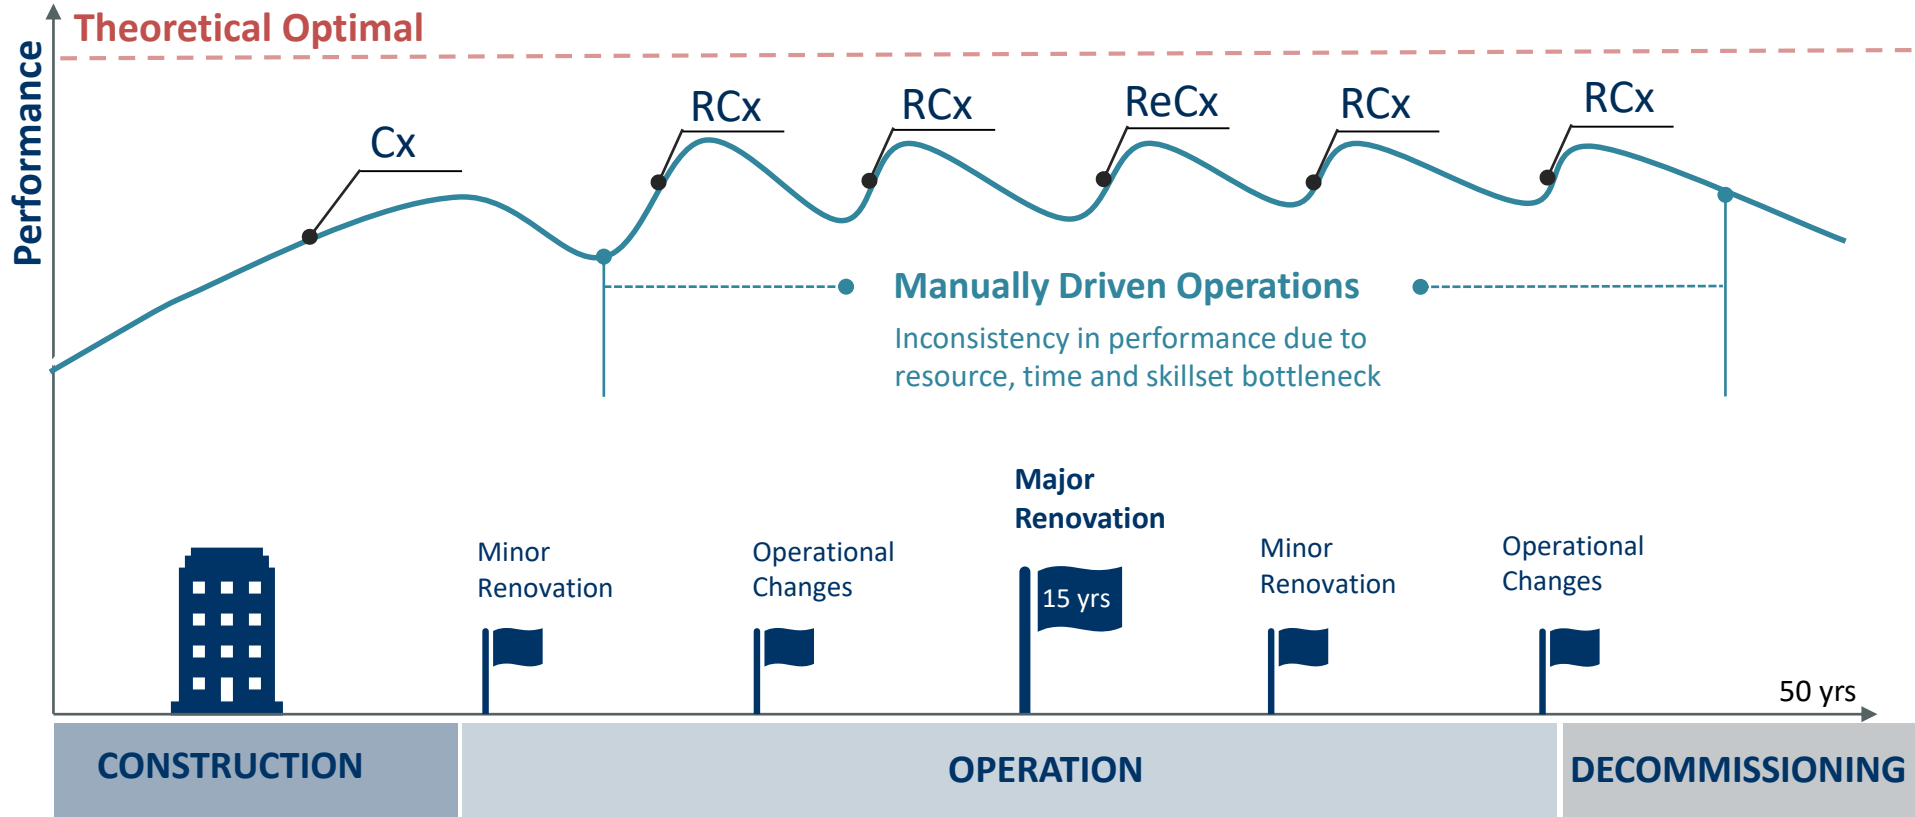 Theoretical Optimal
Performance
Cx
RCx
RCx
ReCx
RCx
RCx
Manually Driven Operations
Inconsistency in performance due to
resource, time and skillset bottleneck
Minor
Renovation
Operational
Changes
Major
Renovation
15 yrs
Minor
Renovation
Operational
Changes
50 yrs
CONSTRUCTION
OPERATION
DECOMMISSIONING